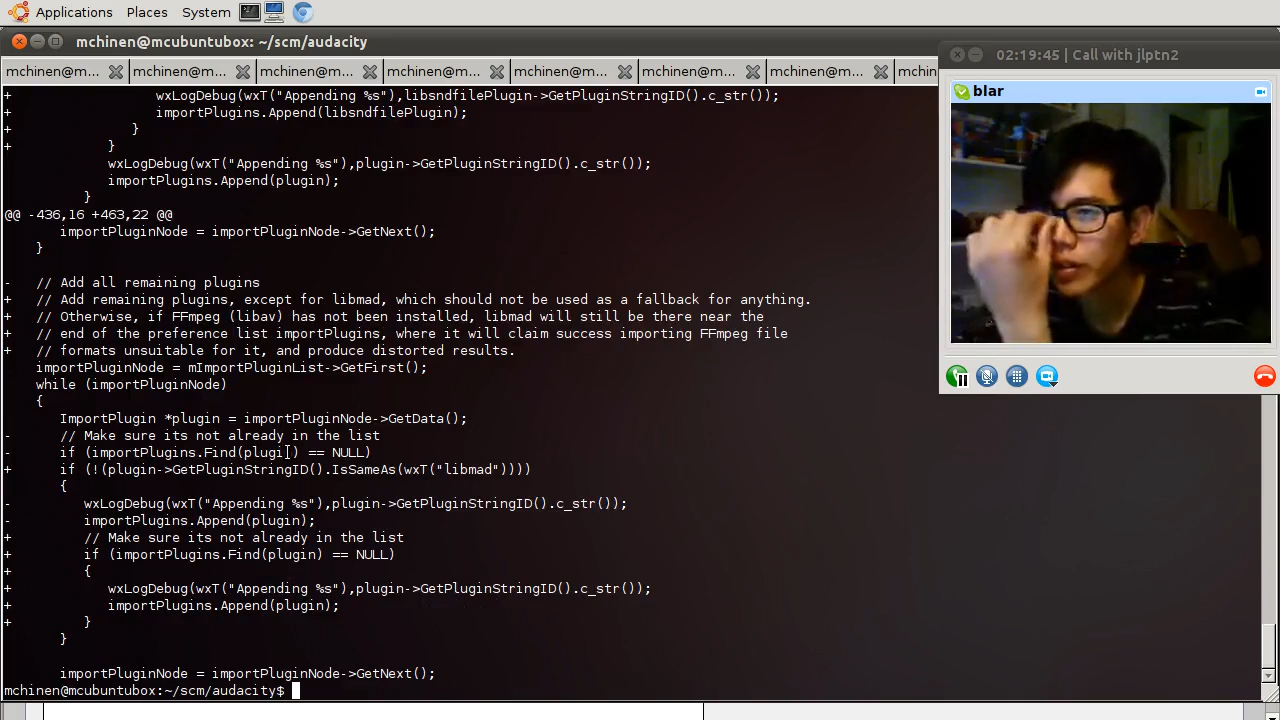 Applications Places System
mchinen@mcubuntubox: ~/scm/audacity
mchinen@m... mchinen@m... mchinen@m... mchinen@m... mchinen@m... mchinen@m... mchinen@m... mchin
02:19:45 | Call with jlptn2
blar
+ wxLogDebug(wxT("Appending %s"),libsndfilePlugin->GetPluginStringID().c_str());
+ importPlugins.Append(libsndfilePlugin);
+ }
+ }
wxLogDebug(wxT("Appending %s"),plugin->GetPluginStringID().c_str());
importPlugins.Append(plugin);
}
@@ -436,16 +463,22 @@
importPluginNode = importPluginNode->GetNext();
}
- // Add all remaining plugins
+ // Add remaining plugins, except for libmad, which should not be used as a fallback for anything.
+ // Otherwise, if FFmpeg (libav) has not been installed, libmad will still be there near the
+ // end of the preference list importPlugins, where it will claim success importing FFmpeg file
+ // formats unsuitable for it, and produce distorted results.
importPluginNode = mImportPluginList->GetFirst();
while (importPluginNode)
{
ImportPlugin *plugin = importPluginNode->GetData();
- // Make sure its not already in the list
- if (importPlugins.Find(plugin) == NULL)
+ if (!(plugin->GetPluginStringID().IsSameAs(wxT("libmad"))))
{
- wxLogDebug(wxT("Appending %s"),plugin->GetPluginStringID().c_str());
- importPlugins.Append(plugin);
+ // Make sure its not already in the list
+ if (importPlugins.Find(plugin) == NULL)
+ {
+ wxLogDebug(wxT("Appending %s"),plugin->GetPluginStringID().c_str());
+ importPlugins.Append(plugin);
+ }
}
importPluginNode = importPluginNode->GetNext();
mchinen@mcubuntubox:~/scm/audacity$